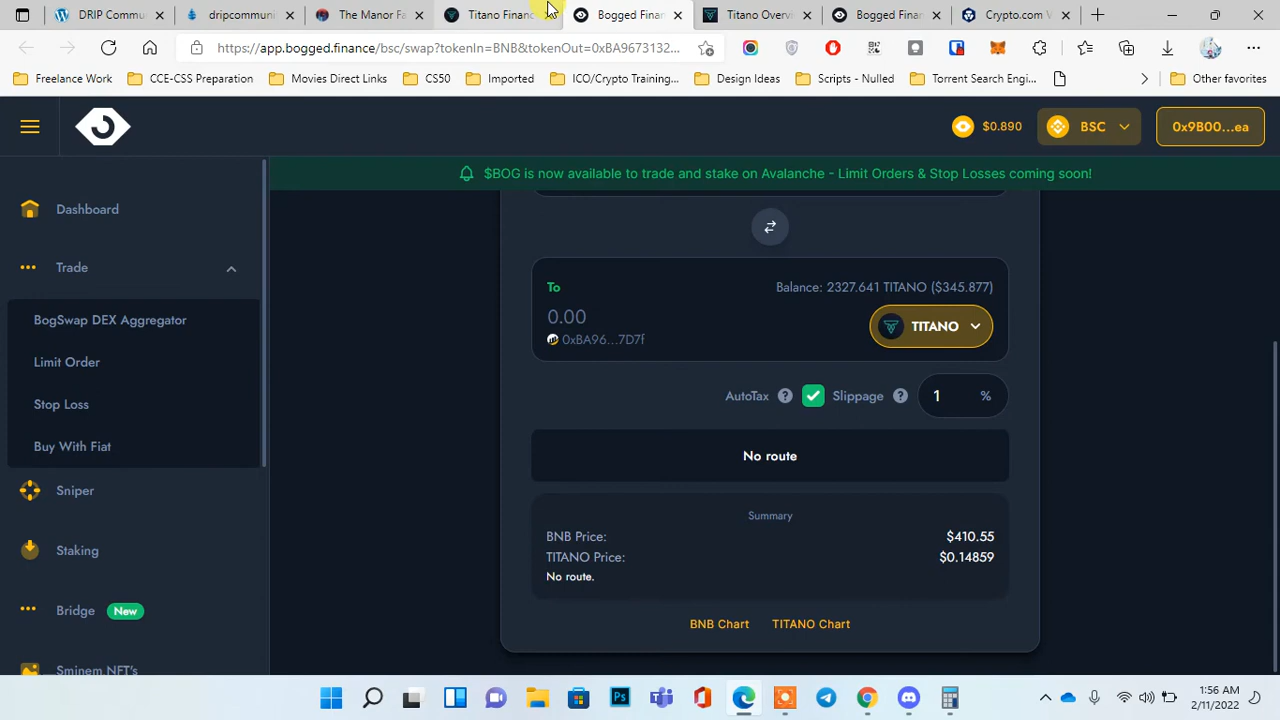 DRIP Commu
dripcommuni
The Manor Fa
Titano Financ
Bogged Finan
Titano Overvi
Bogged Finan
Crypto.com V
https://app.bogged.finance/bsc/swap?tokenIn=BNB&tokenOut=0xBA9673132...
Freelance Work
CCE-CSS Preparation
Movies Direct Links
CS50
Imported
ICO/Crypto Training...
Design Ideas
Scripts - Nulled
Torrent Search Engi...
Other favorites
$0.890
BSC
0x9B00...ea
$BOG is now available to trade and stake on Avalanche - Limit Orders & Stop Losses coming soon!
Dashboard
Trade
BogSwap DEX Aggregator
Limit Order
Stop Loss
Buy With Fiat
Sniper
Staking
Bridge New
Sminem NFT's
To
Balance: 2327.641 TITANO ($345.877)
0.00
TITANO
0xBA96...7D7f
AutoTax ? Slippage ? 1 %
No route
Summary
BNB Price: $410.55
TITANO Price: $0.14859
No route.
BNB Chart TITANO Chart
1:56 AM
2/11/2022